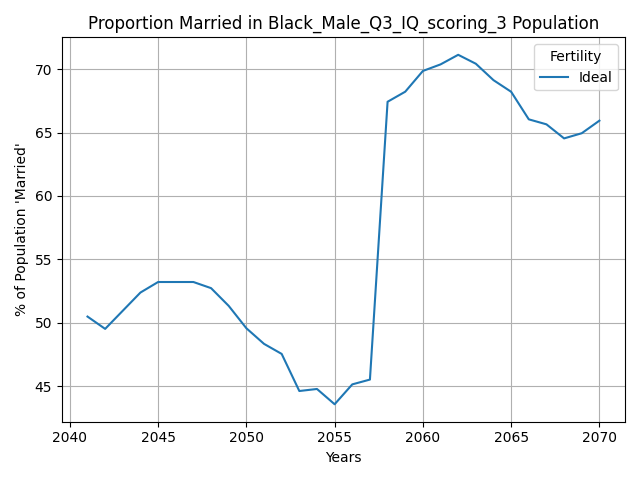 Proportion Married in Black_Male_Q3_IQ_scoring_3 Population
Fertility
Ideal
% of Population 'Married'
70
65
60
55
50
45
2040 2045 2050 2055 2060 2065 2070
Years